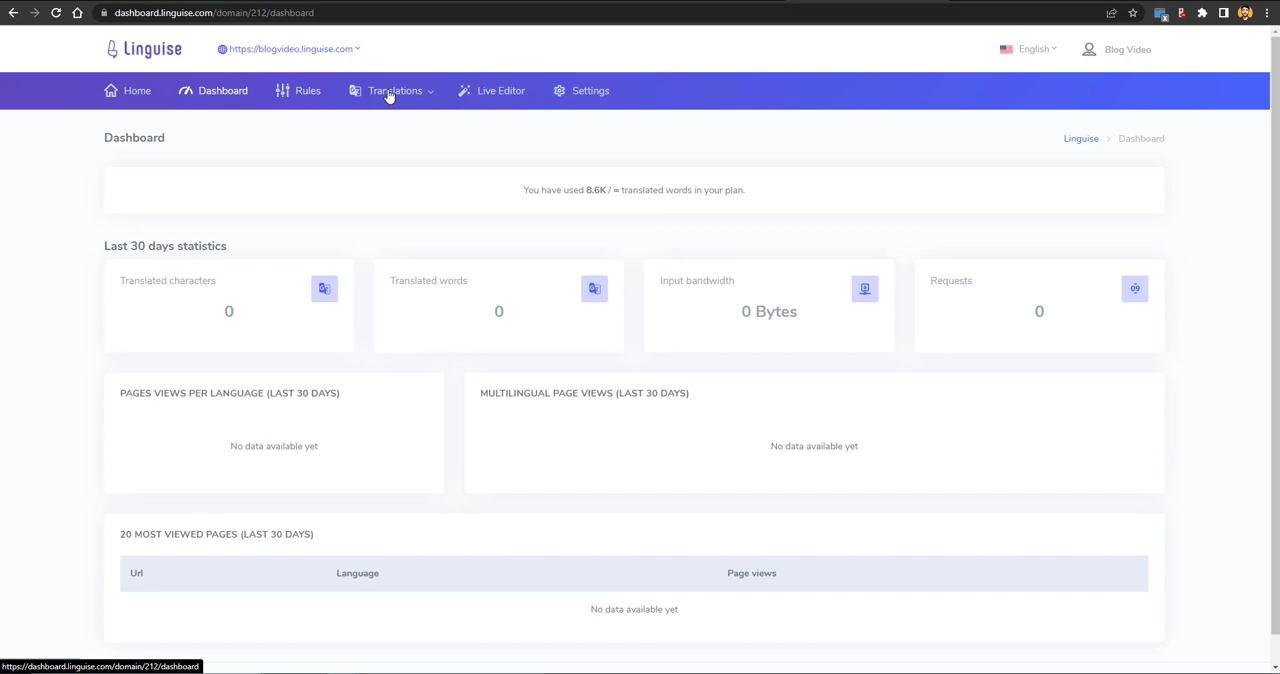 dashboard.linguise.com/domain/212/dashboard
Linguise
https://blogvideo.linguise.com
English
Blog Video
Home
Dashboard
Rules
Translations
Live Editor
Settings
Dashboard
Linguise > Dashboard
You have used 8.6K / ∞ translated words in your plan.
Last 30 days statistics
Translated characters
0
Translated words
0
Input bandwidth
0 Bytes
Requests
0
PAGES VIEWS PER LANGUAGE (LAST 30 DAYS)
No data available yet
MULTILINGUAL PAGE VIEWS (LAST 30 DAYS)
No data available yet
20 MOST VIEWED PAGES (LAST 30 DAYS)
Url Language Page views
No data available yet
https://dashboard.linguise.com/domain/212/dashboard